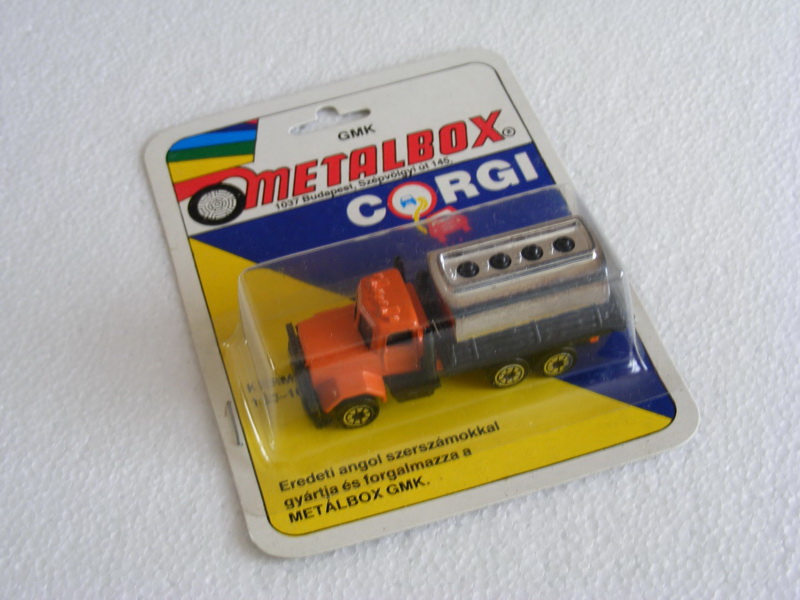 GMK
METALBOX®
1037 Budapest, Szépvölgyi út 145.
CORGI
Eredeti angol szerszámokkal
gyártja és forgalmazza a
METALBOX GMK.